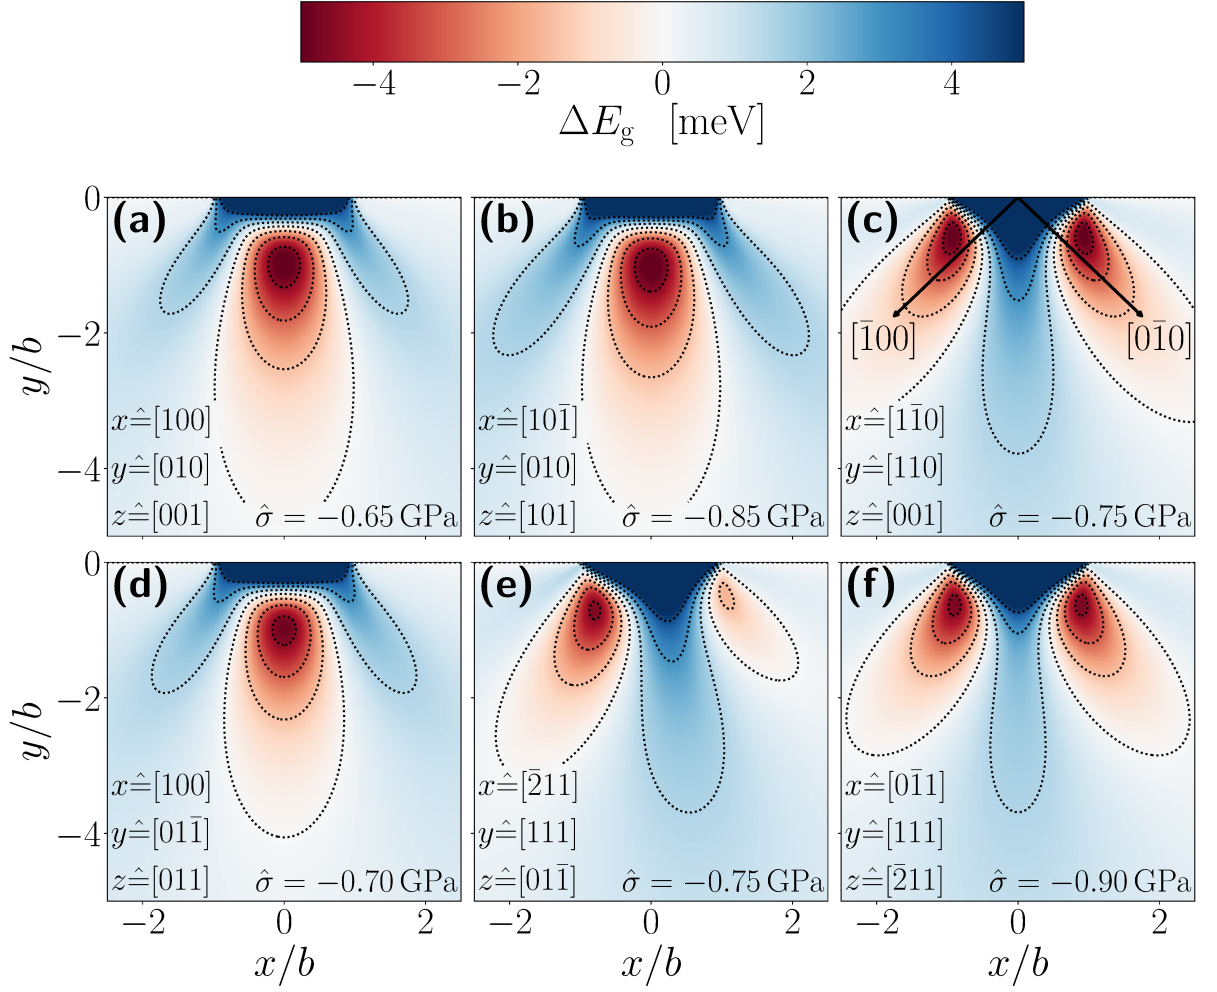 −4 −2 0 2 4
ΔE_g [meV]
0 (a) (b) (c)
−2 [1̄00] [01̄0]
y/b
x=̂[100] x=̂[101̄] x=̂[11̄0]
−4 y=̂[010] y=̂[010] y=̂[110]
z=̂[001] σ̂ = −0.65 GPa z=̂[101] σ̂ = −0.85 GPa z=̂[001] σ̂ = −0.75 GPa
0 (d) (e) (f)
−2
y/b
x=̂[100] x=̂[2̄11] x=̂[01̄1]
−4 y=̂[011̄] y=̂[111] y=̂[111]
z=̂[011] σ̂ = −0.70 GPa z=̂[011̄] σ̂ = −0.75 GPa z=̂[2̄11] σ̂ = −0.90 GPa
−2 0 2 −2 0 2 −2 0 2
x/b x/b x/b